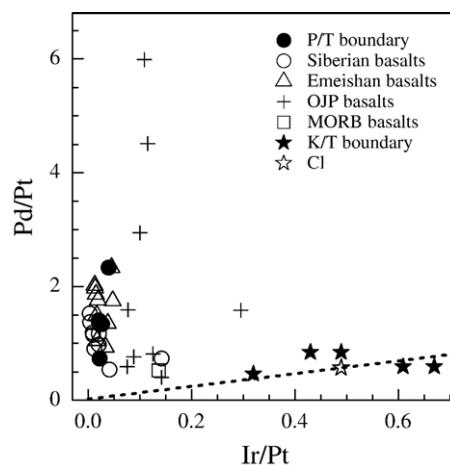 6
4
2
0
0.0
0.2
0.4
0.6
Pd/Pt
Ir/Pt
P/T boundary
Siberian basalts
Emeishan basalts
OJP basalts
MORB basalts
K/T boundary
Cl